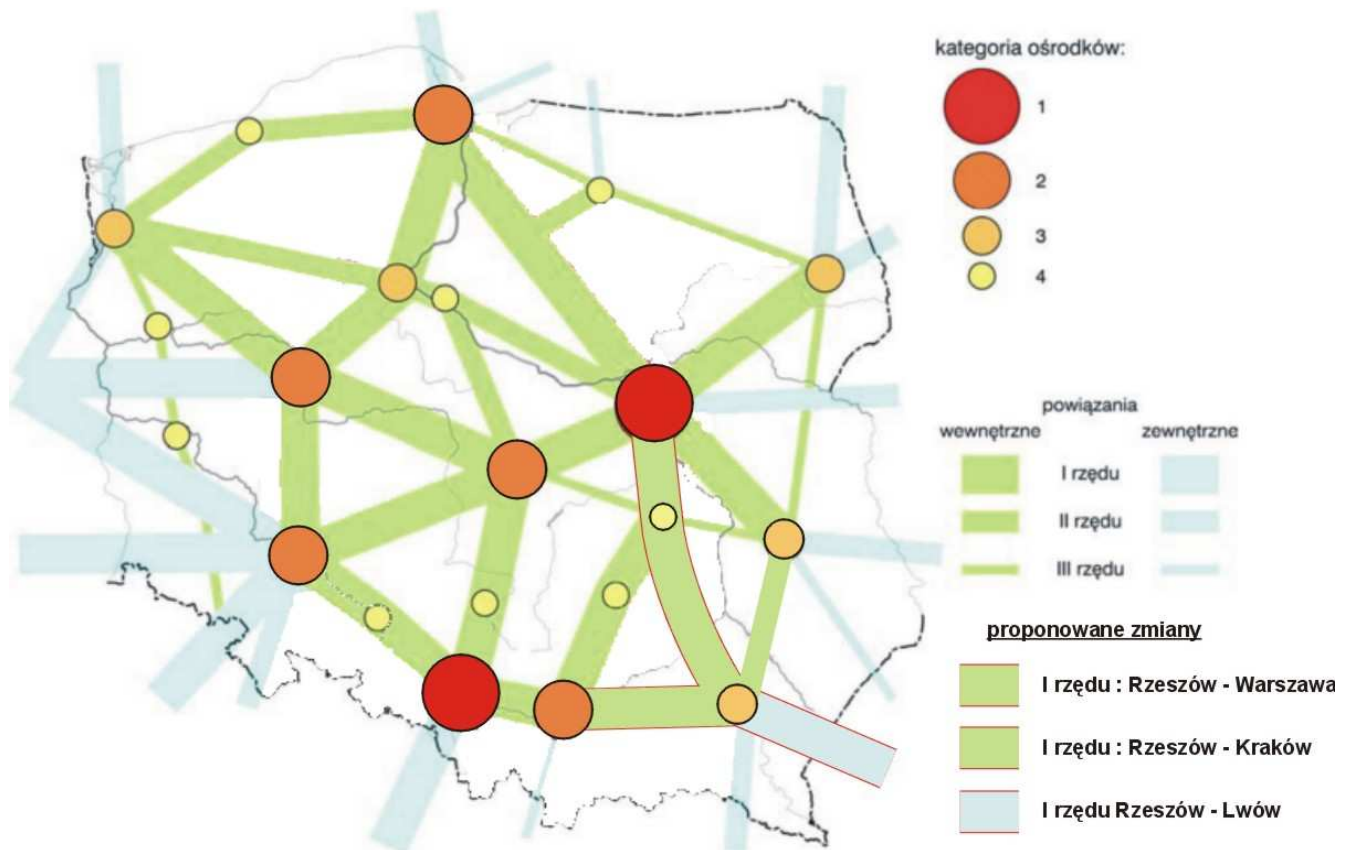 kategoria ośrodków:
1
2
3
4
powiązania
wewnętrzne zewnętrzne
I rzędu
II rzędu
III rzędu
proponowane zmiany
I rzędu : Rzeszów - Warszawa
I rzędu : Rzeszów - Kraków
I rzędu Rzeszów - Lwów